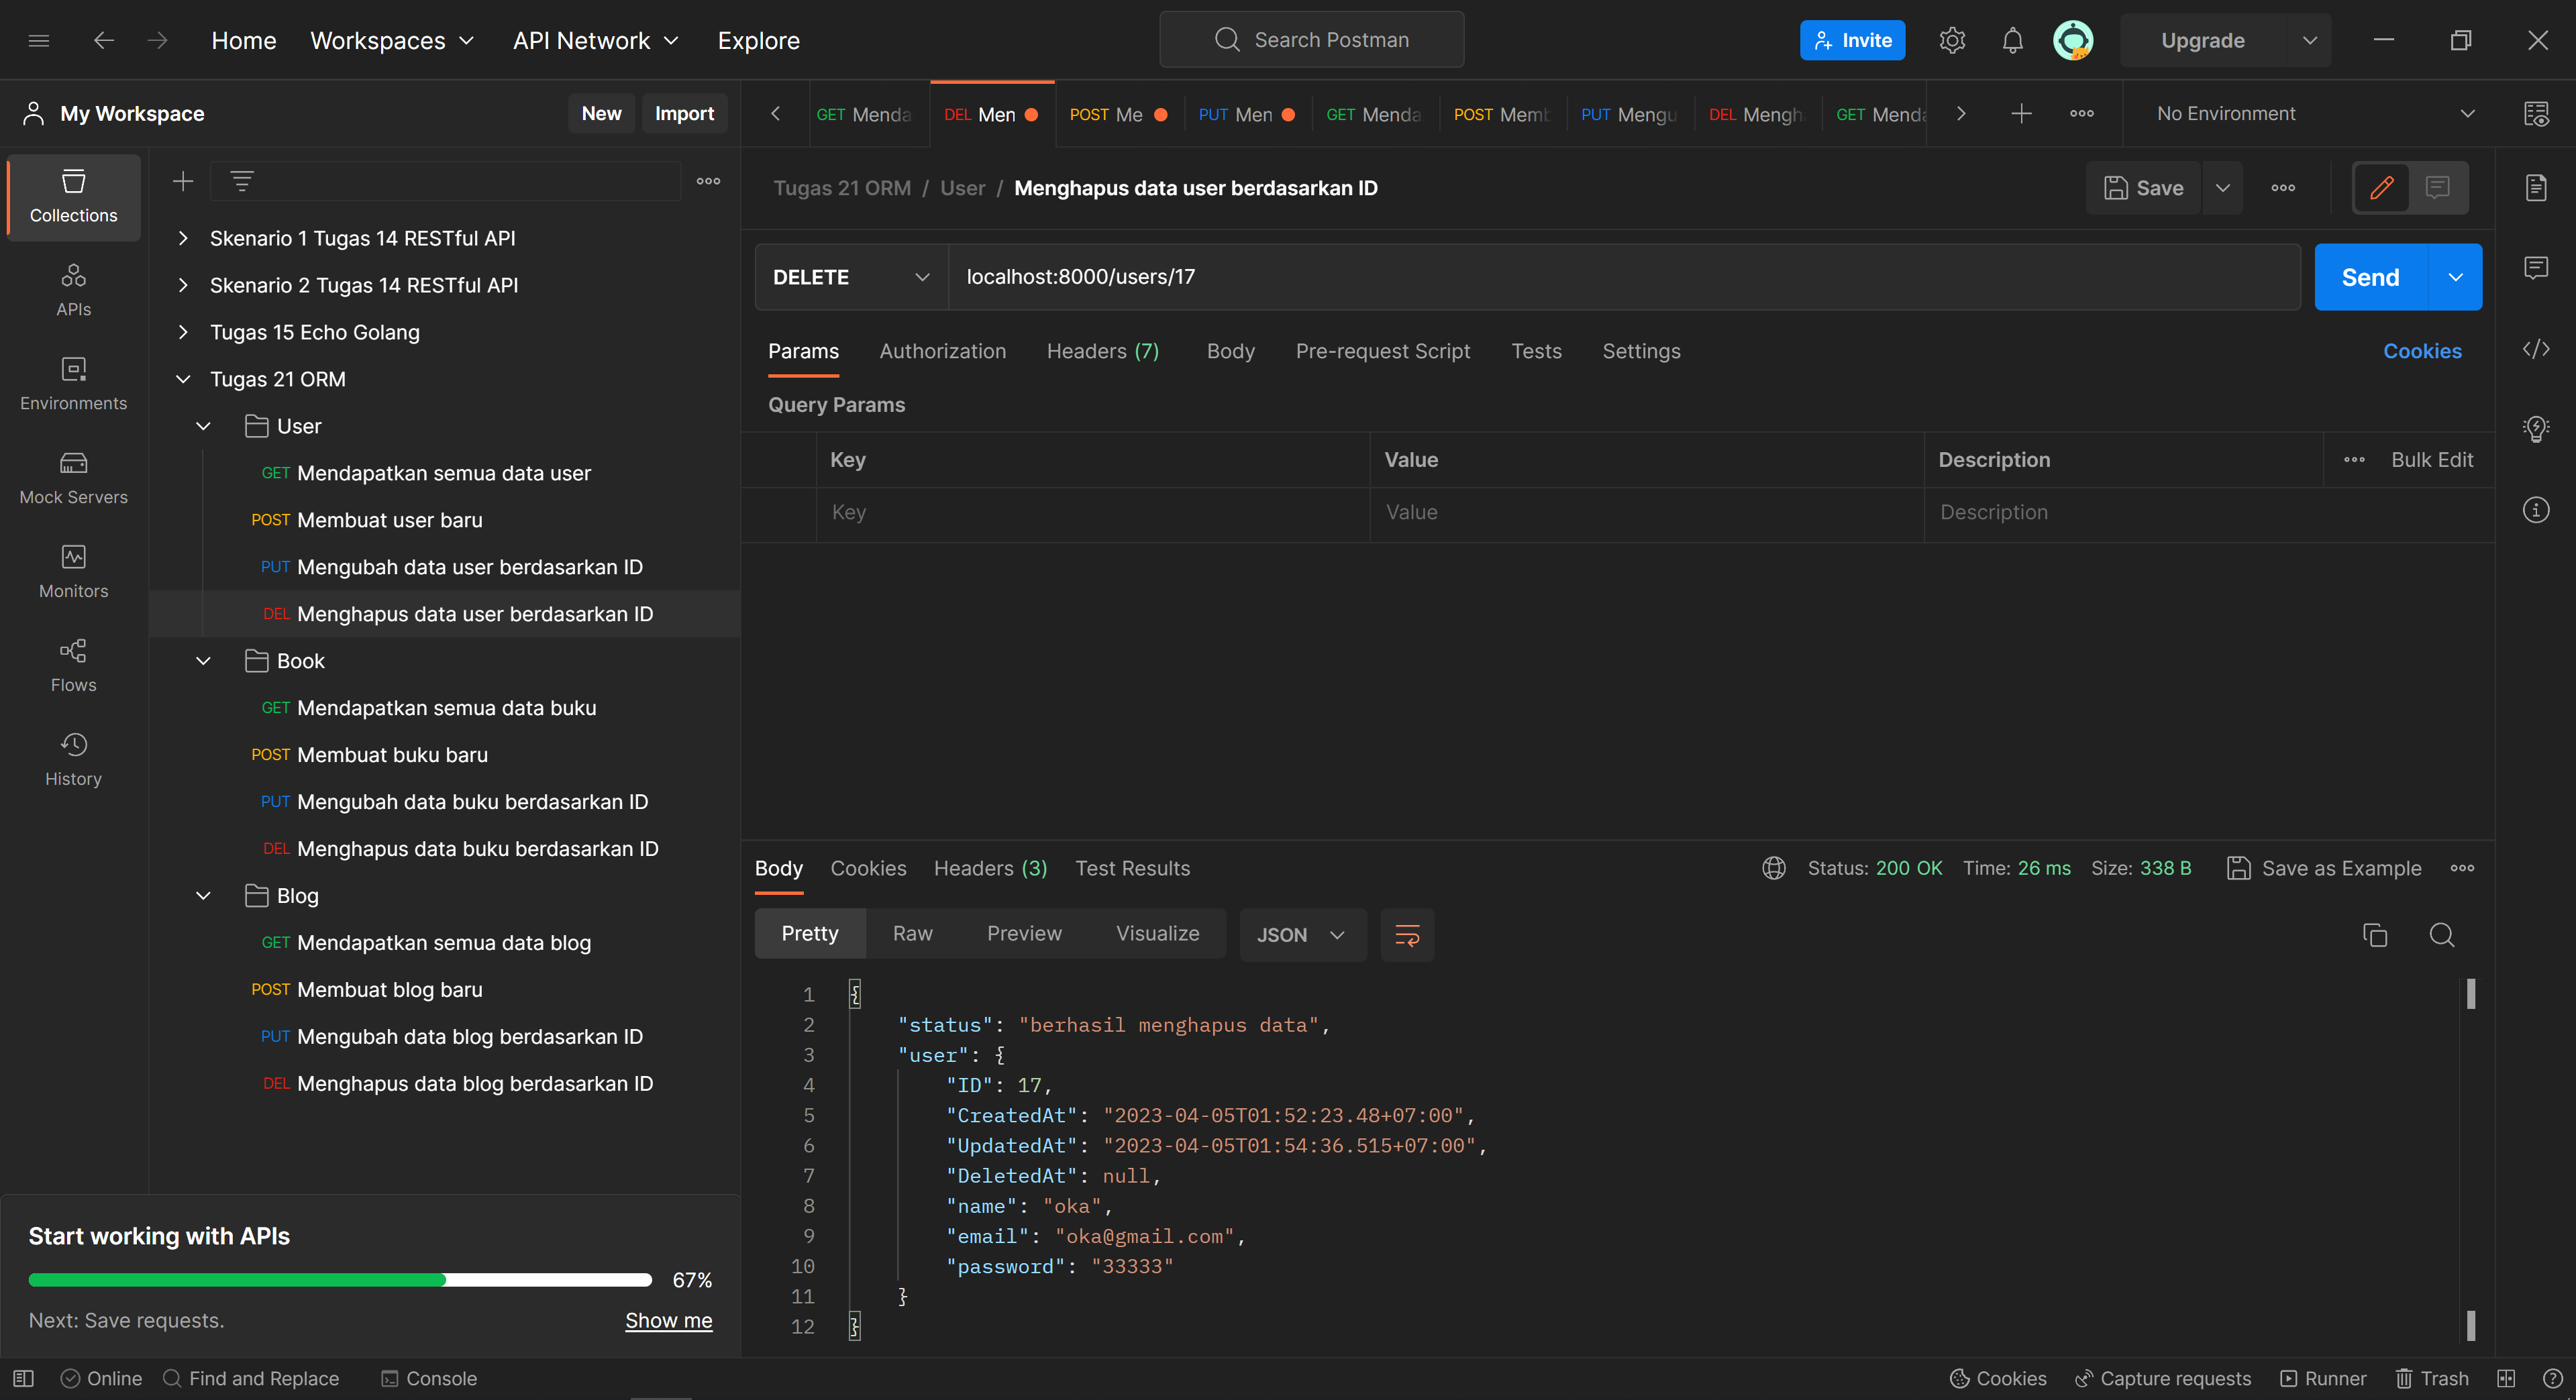 Home Workspaces API Network Explore Search Postman Invite Upgrade
My Workspace New Import
GET Menda DEL Men POST Me PUT Men GET Menda POST Memb PUT Mengu DEL Mengh GET Menda No Environment
Collections
APIs
Environments
Mock Servers
Monitors
Flows
History
Skenario 1 Tugas 14 RESTful API
Skenario 2 Tugas 14 RESTful API
Tugas 15 Echo Golang
Tugas 21 ORM
User
GET Mendapatkan semua data user
POST Membuat user baru
PUT Mengubah data user berdasarkan ID
DEL Menghapus data user berdasarkan ID
Book
GET Mendapatkan semua data buku
POST Membuat buku baru
PUT Mengubah data buku berdasarkan ID
DEL Menghapus data buku berdasarkan ID
Blog
GET Mendapatkan semua data blog
POST Membuat blog baru
PUT Mengubah data blog berdasarkan ID
DEL Menghapus data blog berdasarkan ID
Start working with APIs
67%
Next: Save requests. Show me
Tugas 21 ORM / User / Menghapus data user berdasarkan ID Save
DELETE localhost:8000/users/17 Send
Params Authorization Headers (7) Body Pre-request Script Tests Settings Cookies
Query Params
Key Value Description Bulk Edit
Key Value Description
Body Cookies Headers (3) Test Results Status: 200 OK Time: 26 ms Size: 338 B Save as Example
Pretty Raw Preview Visualize JSON
1 {
2 "status": "berhasil menghapus data",
3 "user": {
4 "ID": 17,
5 "CreatedAt": "2023-04-05T01:52:23.48+07:00",
6 "UpdatedAt": "2023-04-05T01:54:36.515+07:00",
7 "DeletedAt": null,
8 "name": "oka",
9 "email": "oka@gmail.com",
10 "password": "33333"
11 }
12 }
Online Find and Replace Console Cookies Capture requests Runner Trash